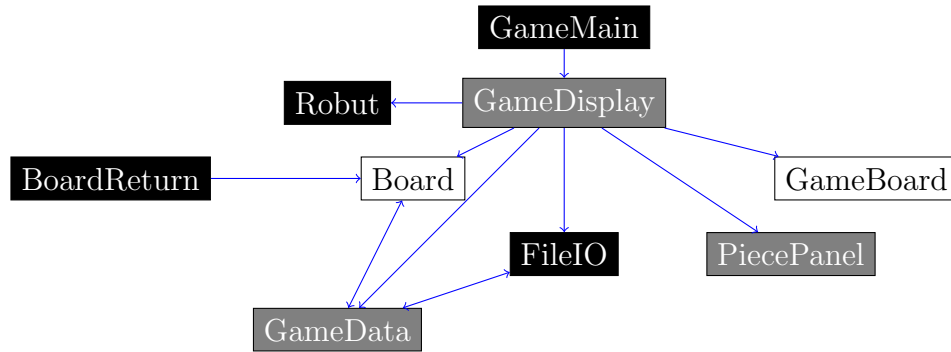 GameMain
Robut
GameDisplay
BoardReturn
Board
GameBoard
FileIO
PiecePanel
GameData